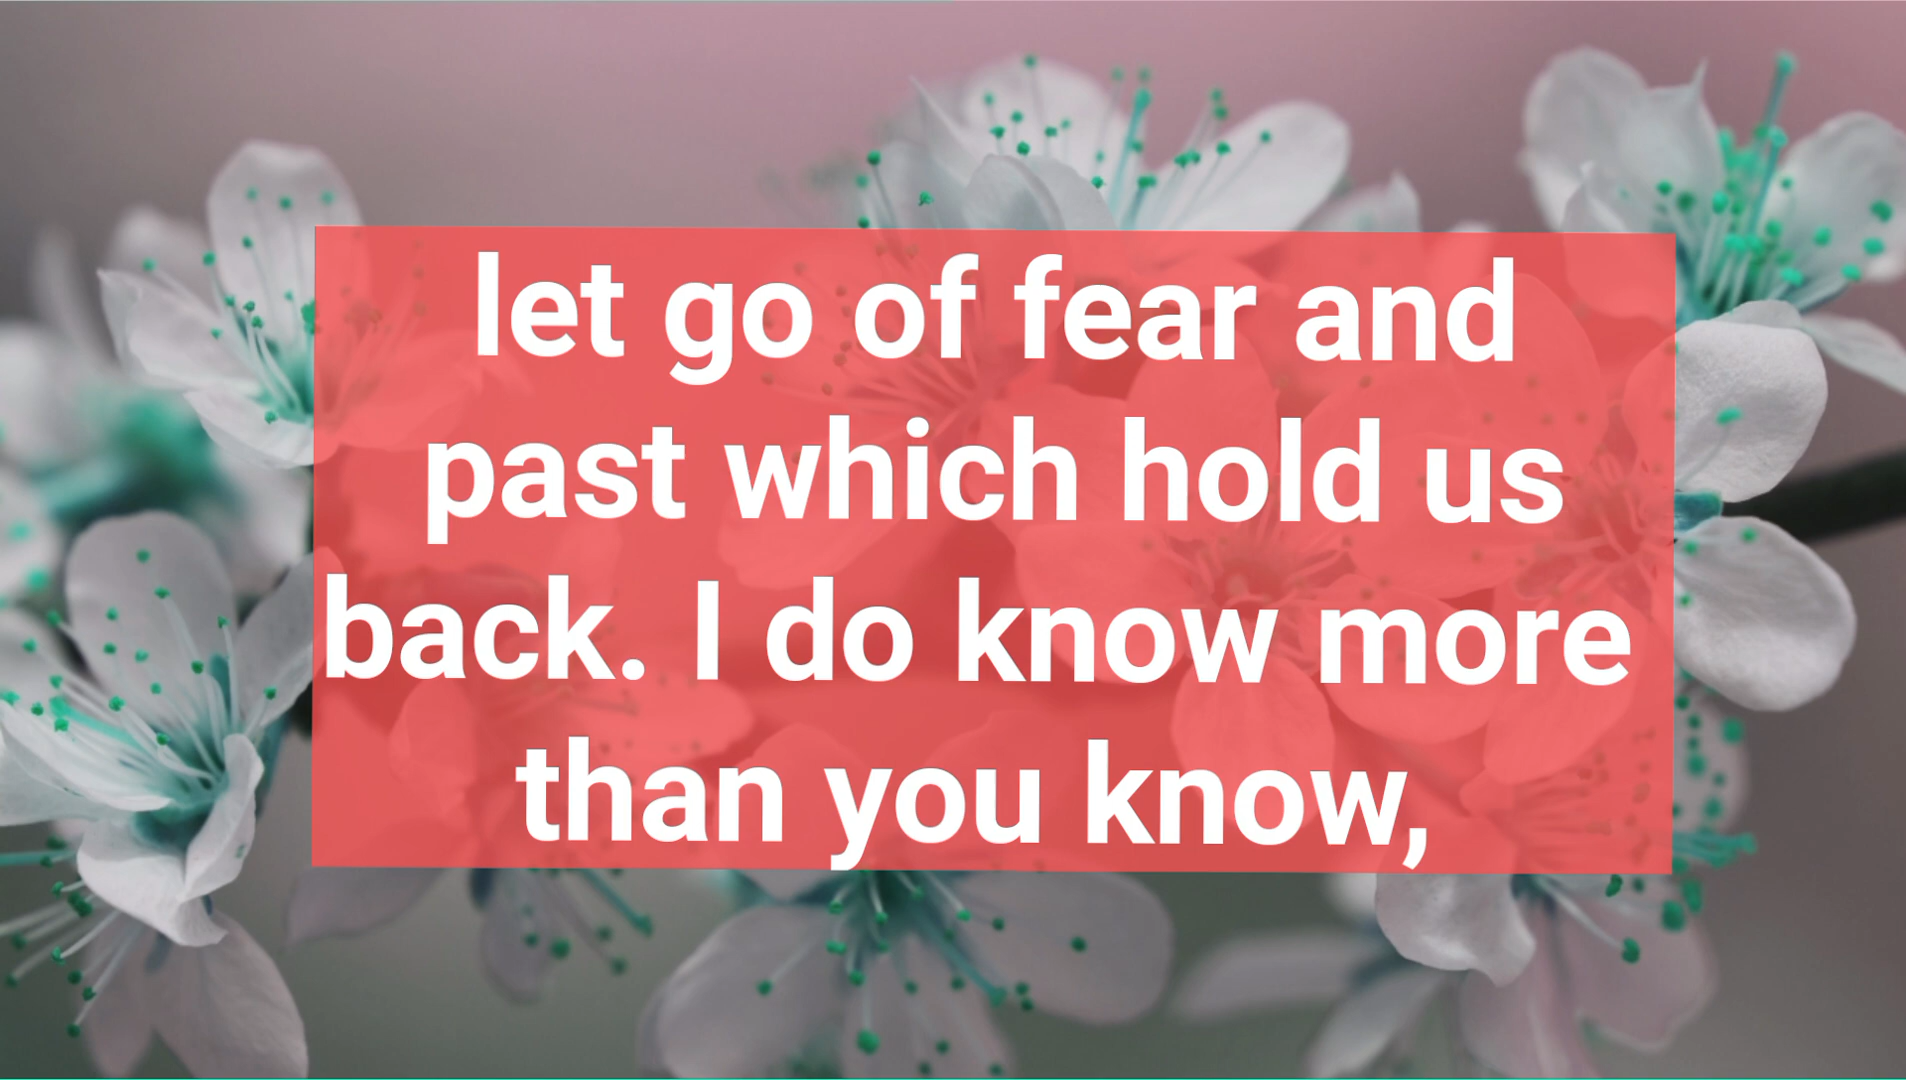 let go of fear and
past which hold us
back. I do know more
than you know,